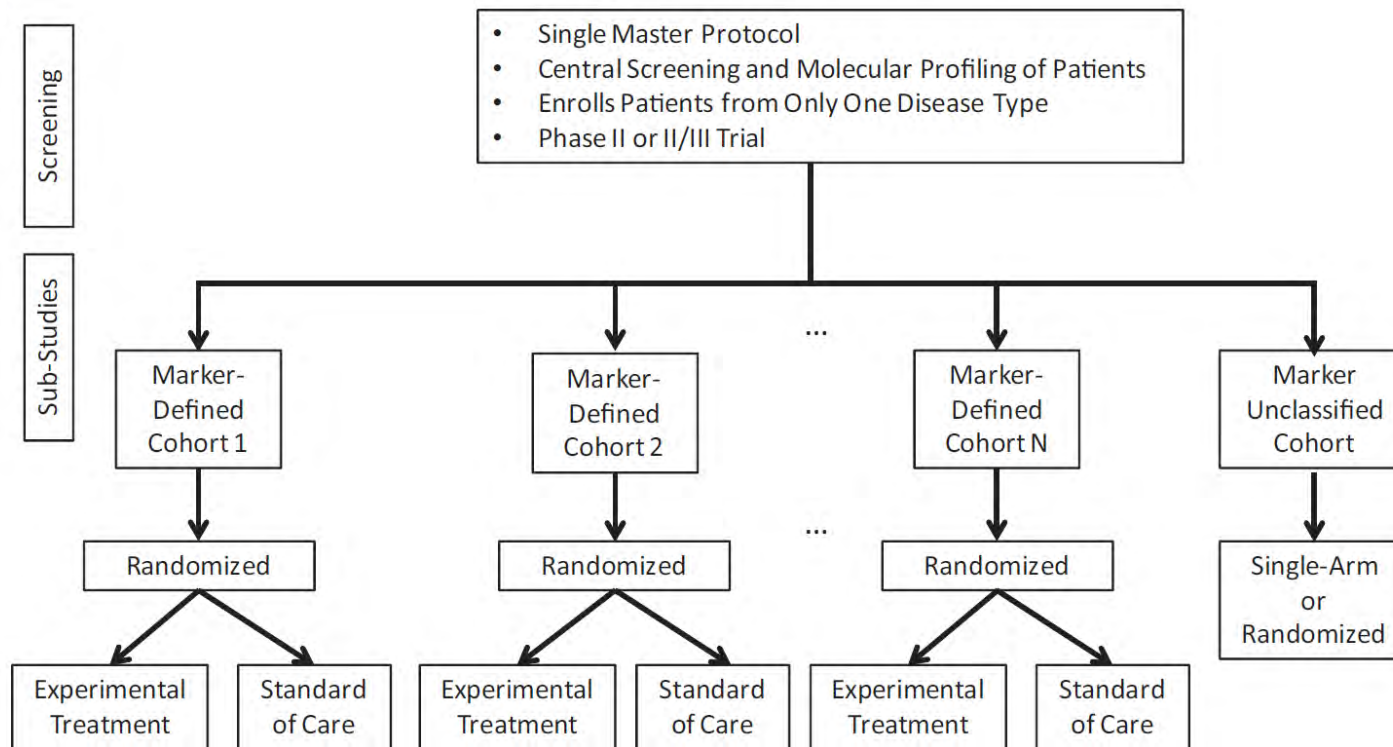 Screening
• Single Master Protocol
• Central Screening and Molecular Profiling of Patients
• Enrolls Patients from Only One Disease Type
• Phase II or II/III Trial
Sub-Studies
...
Marker-
Defined
Cohort 1
Marker-
Defined
Cohort 2
Marker-
Defined
Cohort N
Marker
Unclassified
Cohort
...
Randomized
Randomized
Randomized
Single-Arm
or
Randomized
Experimental
Treatment
Standard
of Care
Experimental
Treatment
Standard
of Care
Experimental
Treatment
Standard
of Care